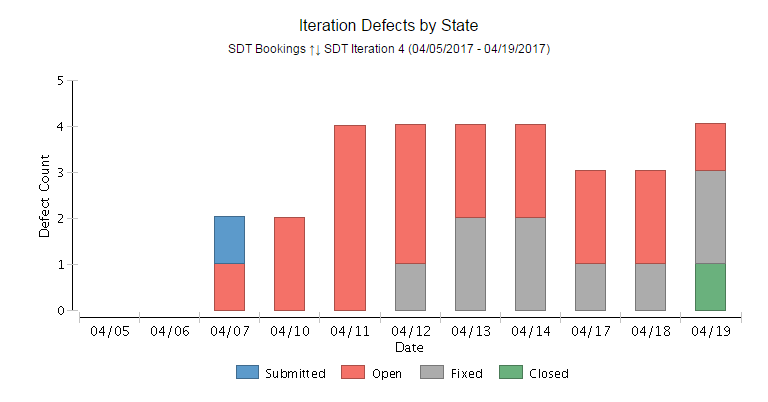 Iteration Defects by State
SDT Bookings ↑↓ SDT Iteration 4 (04/05/2017 - 04/19/2017)
5
4
3
2
1
0
Defect Count
04/05 04/06 04/07 04/10 04/11 04/12 04/13 04/14 04/17 04/18 04/19
Date
Submitted Open Fixed Closed